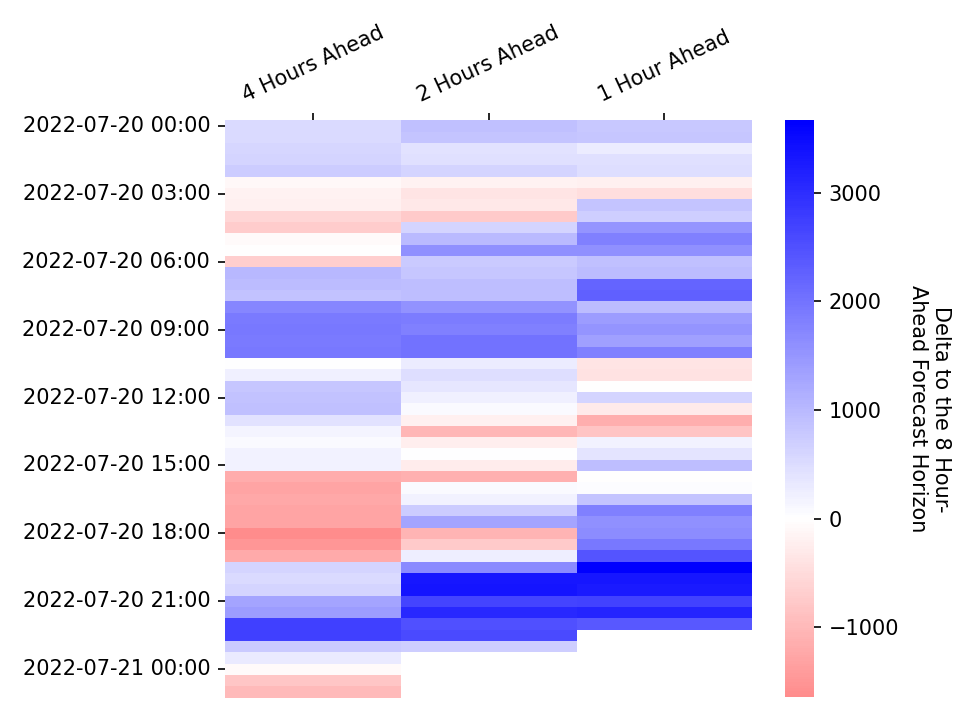 4 Hours Ahead
2 Hours Ahead
1 Hour Ahead
2022-07-20 00:00
2022-07-20 03:00
2022-07-20 06:00
2022-07-20 09:00
2022-07-20 12:00
2022-07-20 15:00
2022-07-20 18:00
2022-07-20 21:00
2022-07-21 00:00
3000
2000
1000
0
−1000
Delta to the 8 Hour-
Ahead Forecast Horizon